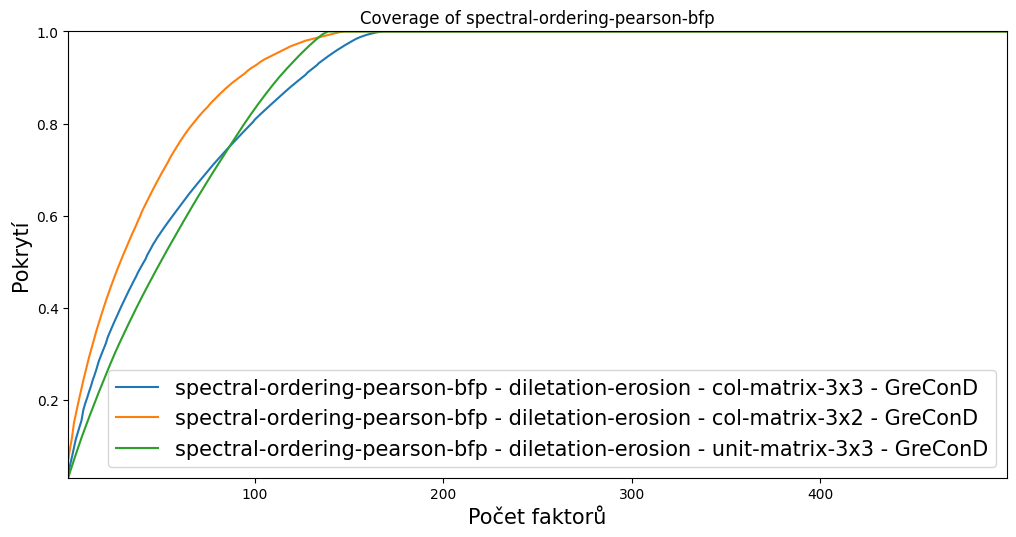 Coverage of spectral-ordering-pearson-bfp
1.0
0.8
0.6
0.4
0.2
Pokrytí
spectral-ordering-pearson-bfp - diletation-erosion - col-matrix-3x3 - GreConD
spectral-ordering-pearson-bfp - diletation-erosion - col-matrix-3x2 - GreConD
spectral-ordering-pearson-bfp - diletation-erosion - unit-matrix-3x3 - GreConD
100 200 300 400
Počet faktorů